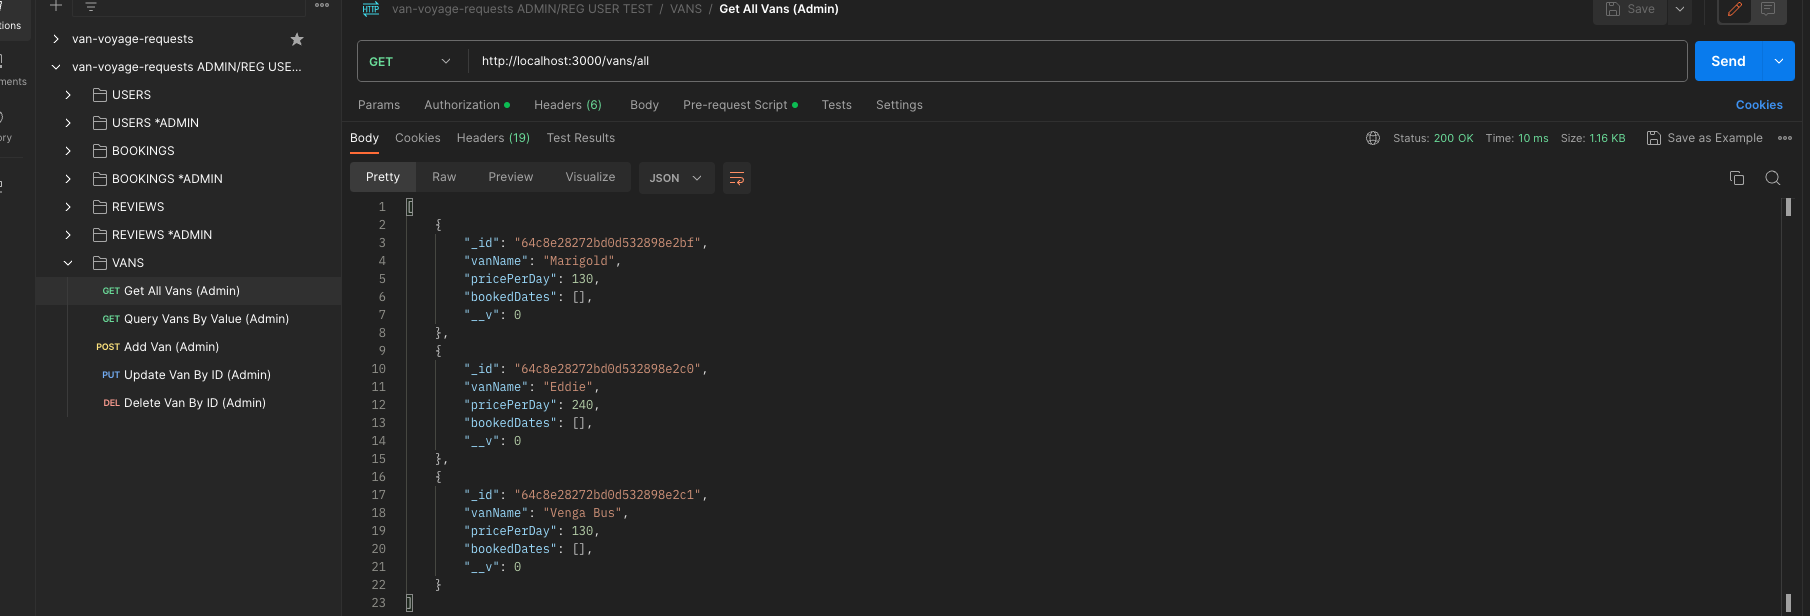 van-voyage-requests ADMIN/REG USER TEST / VANS / Get All Vans (Admin)
Save
van-voyage-requests
van-voyage-requests ADMIN/REG USE...
USERS
USERS *ADMIN
BOOKINGS
BOOKINGS *ADMIN
REVIEWS
REVIEWS *ADMIN
VANS
GET Get All Vans (Admin)
GET Query Vans By Value (Admin)
POST Add Van (Admin)
PUT Update Van By ID (Admin)
DEL Delete Van By ID (Admin)
HTTP
GET http://localhost:3000/vans/all
Send
Params Authorization Headers (6) Body Pre-request Script Tests Settings
Cookies
Body Cookies Headers (19) Test Results
Status: 200 OK Time: 10 ms Size: 1.16 KB Save as Example
Pretty Raw Preview Visualize JSON
1 [
2 {
3 "_id": "64c8e28272bd0d532898e2bf",
4 "vanName": "Marigold",
5 "pricePerDay": 130,
6 "bookedDates": [],
7 "__v": 0
8 },
9 {
10 "_id": "64c8e28272bd0d532898e2c0",
11 "vanName": "Eddie",
12 "pricePerDay": 240,
13 "bookedDates": [],
14 "__v": 0
15 },
16 {
17 "_id": "64c8e28272bd0d532898e2c1",
18 "vanName": "Venga Bus",
19 "pricePerDay": 130,
20 "bookedDates": [],
21 "__v": 0
22 }
23 ]